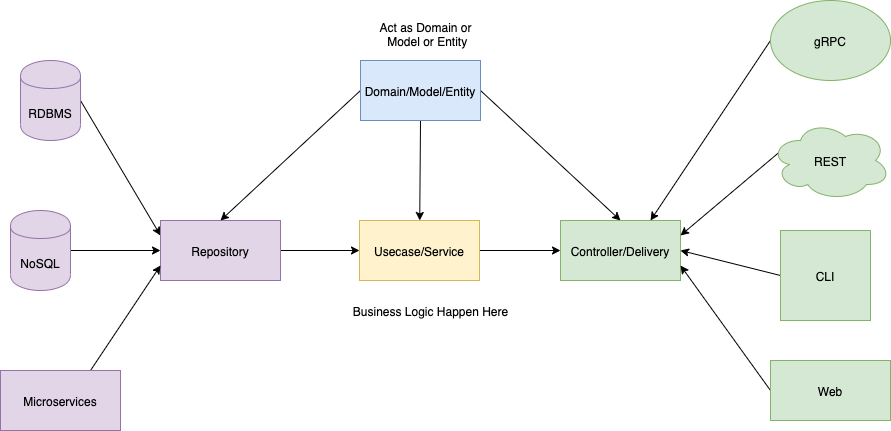 Act as Domain or
Model or Entity
gRPC
RDBMS
Domain/Model/Entity
REST
NoSQL
Repository
Usecase/Service
Controller/Delivery
CLI
Business Logic Happen Here
Microservices
Web